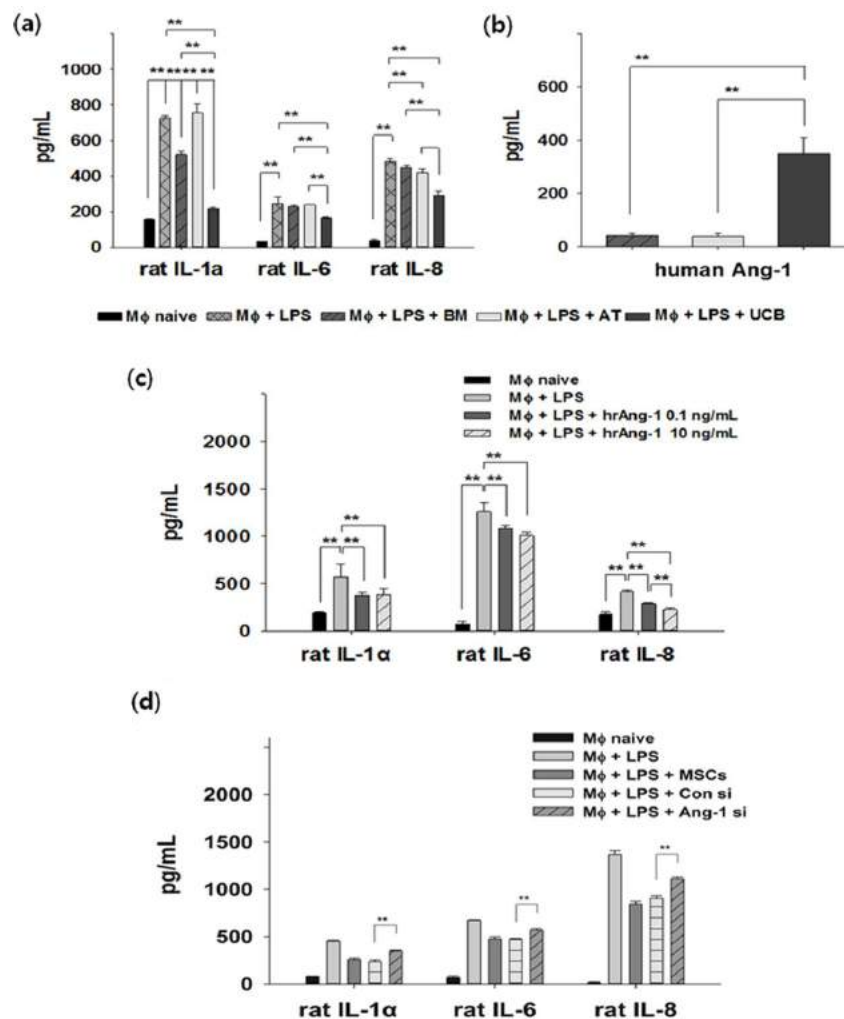 (a)
** 
**
** **** ** **
1000
800
600
400
200
0
pg/mL
**
**
**
**
**
**
**
**
rat IL-1a rat IL-6 rat IL-8
(b)
**
**
600
400
200
0
pg/mL
human Ang-1
Mϕ naive Mϕ + LPS Mϕ + LPS + BM Mϕ + LPS + AT Mϕ + LPS + UCB
(c)
Mϕ naive
Mϕ + LPS
Mϕ + LPS + hrAng-1 0.1 ng/mL
Mϕ + LPS + hrAng-1 10 ng/mL
2000
1500
1000
500
0
pg/mL
**
** **
**
** **
**
** **
**
rat IL-1α rat IL-6 rat IL-8
(d)
Mϕ naive
Mϕ + LPS
Mϕ + LPS + MSCs
Mϕ + LPS + Con si
Mϕ + LPS + Ang-1 si
2000
1500
1000
500
0
pg/mL
**
**
**
rat IL-1α rat IL-6 rat IL-8